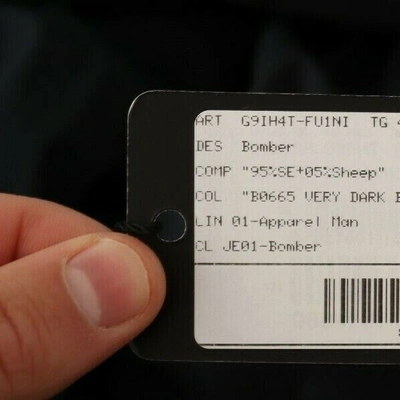 ART G9IH4T-FU1NI TG 4
DES Bomber
COMP "95%SE+05%Sheep"
COL "B0665 VERY DARK B
LIN 01-Apparel Man
CL JE01-Bomber